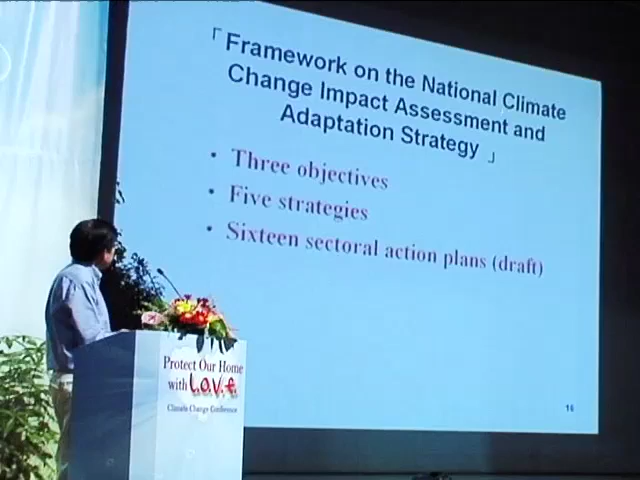 「Framework on the National Climate
Change Impact Assessment and
Adaptation Strategy」
• Three objectives
• Five strategies
• Sixteen sectoral action plans (draft)
16
Protect Our Home
with L.O.V.E.
Climate Change Conference